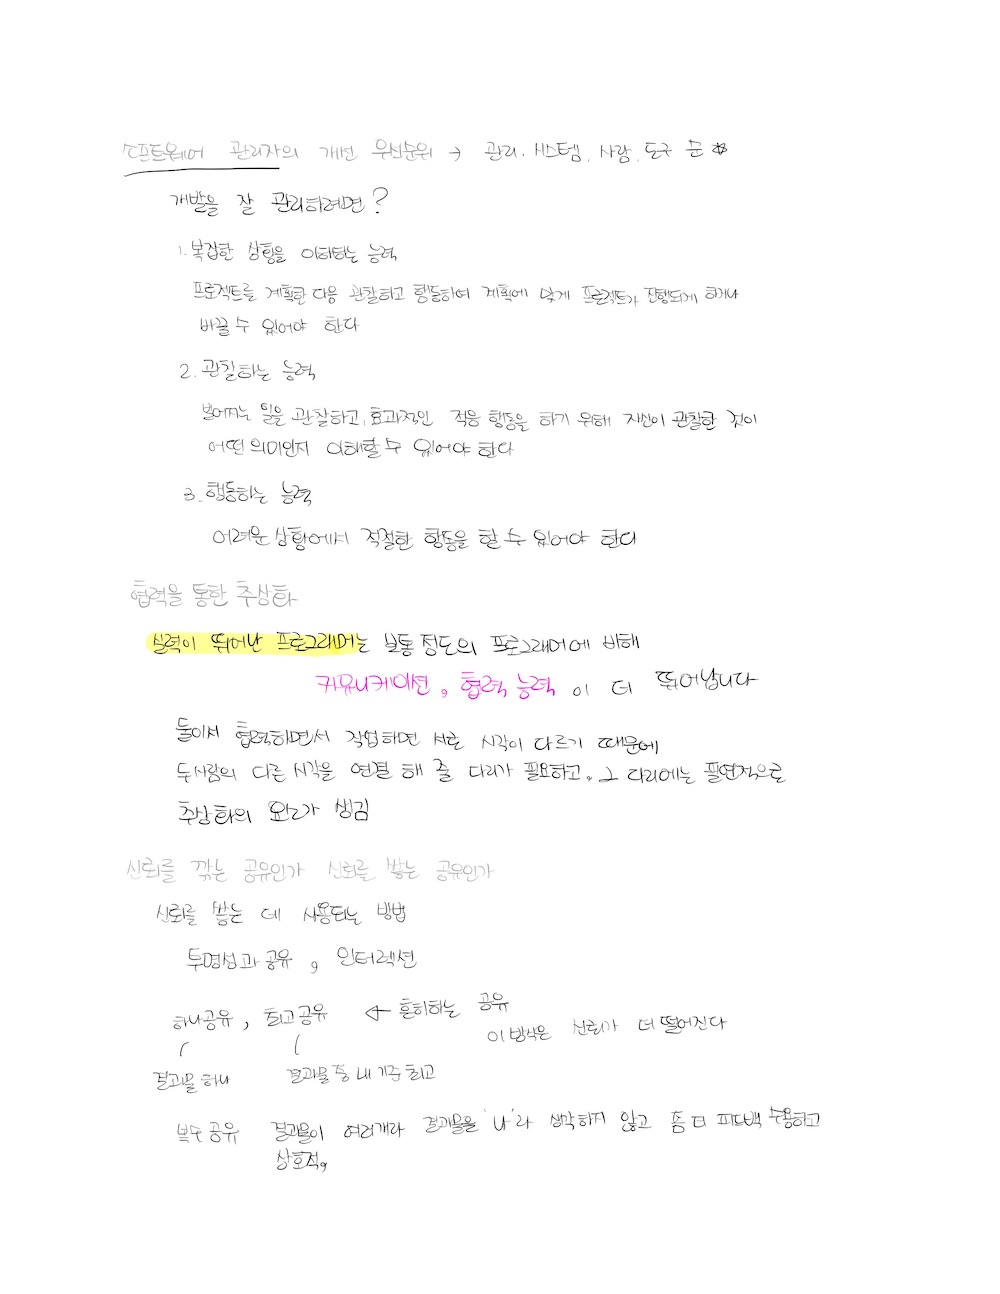 소프트웨어 관리자의 개선 우선순위 → 관리. 시스템. 사람. 도구 순
개발을 잘 관리하려면?
1. 복잡한 상황을 이해하는 능력
프로젝트를 계획한 다음 관찰하고 행동하여 계획에 맞게 프로젝트가 진행되게 하거나
바꿀 수 있어야 한다
2. 관찰하는 능력
벌어지는 일을 관찰하고, 효과적인 적응 행동을 하기 위해 자신이 관찰한 것이
어떤 의미인지 이해할 수 있어야 한다
3. 행동하는 능력
어려운 상황에서 적절한 행동을 할 수 있어야 한다
협력을 통한 추상화
실력이 뛰어난 프로그래머는 보통 정도의 프로그래머에 비해
커뮤니케이션, 협력 능력 이 더 뛰어납니다
둘이서 협력하면서 작업하면 서로 시각이 다르기 때문에
두사람의 다른 시각을 연결 해 줄 다리가 필요하고, 그 다리에는 필연적으로
추상화의 요소가 생김
신뢰를 깎는 공유인가 신뢰를 쌓는 공유인가
신뢰를 쌓는 데 사용되는 방법
투명성과 공유, 인터렉션
하나공유, 최고공유 ← 흔히하는 공유
이 방식은 신뢰가 더 떨어진다
결과물 하나 결과물 중 내 기준 최고
복수 공유 결과물이 여러개라 결과물을 '나'라 생각하지 않고 좀 더 피드백 수용하고
상호적,